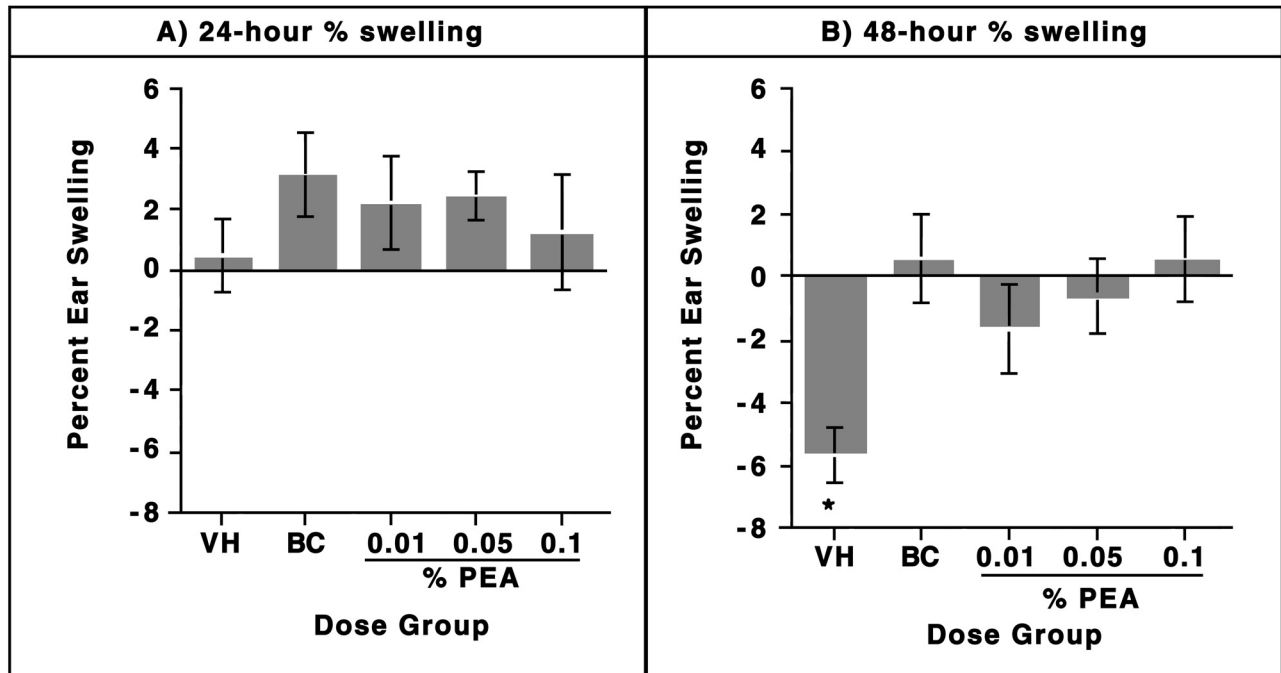 A) 24-hour % swelling
Percent Ear Swelling
6
4
2
0
-2
-4
-6
-8
VH BC 0.01 0.05 0.1
% PEA
Dose Group
B) 48-hour % swelling
Percent Ear Swelling
6
4
2
0
-2
-4
-6
-8
*
VH BC 0.01 0.05 0.1
% PEA
Dose Group